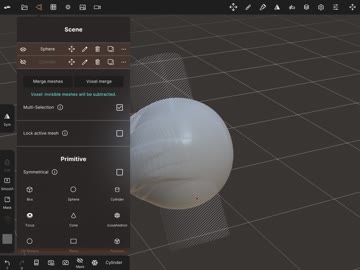 Scene
Sphere
Cylinder
Merge meshes
Voxel merge
Voxel: invisible meshes will be subtracted.
Multi-Selection
Lock active mesh
Primitive
Symmetrical
Sym
Smooth
Mask
Box
Sphere
Cylinder
Torus
Cone
Icosahedron
Cylinder